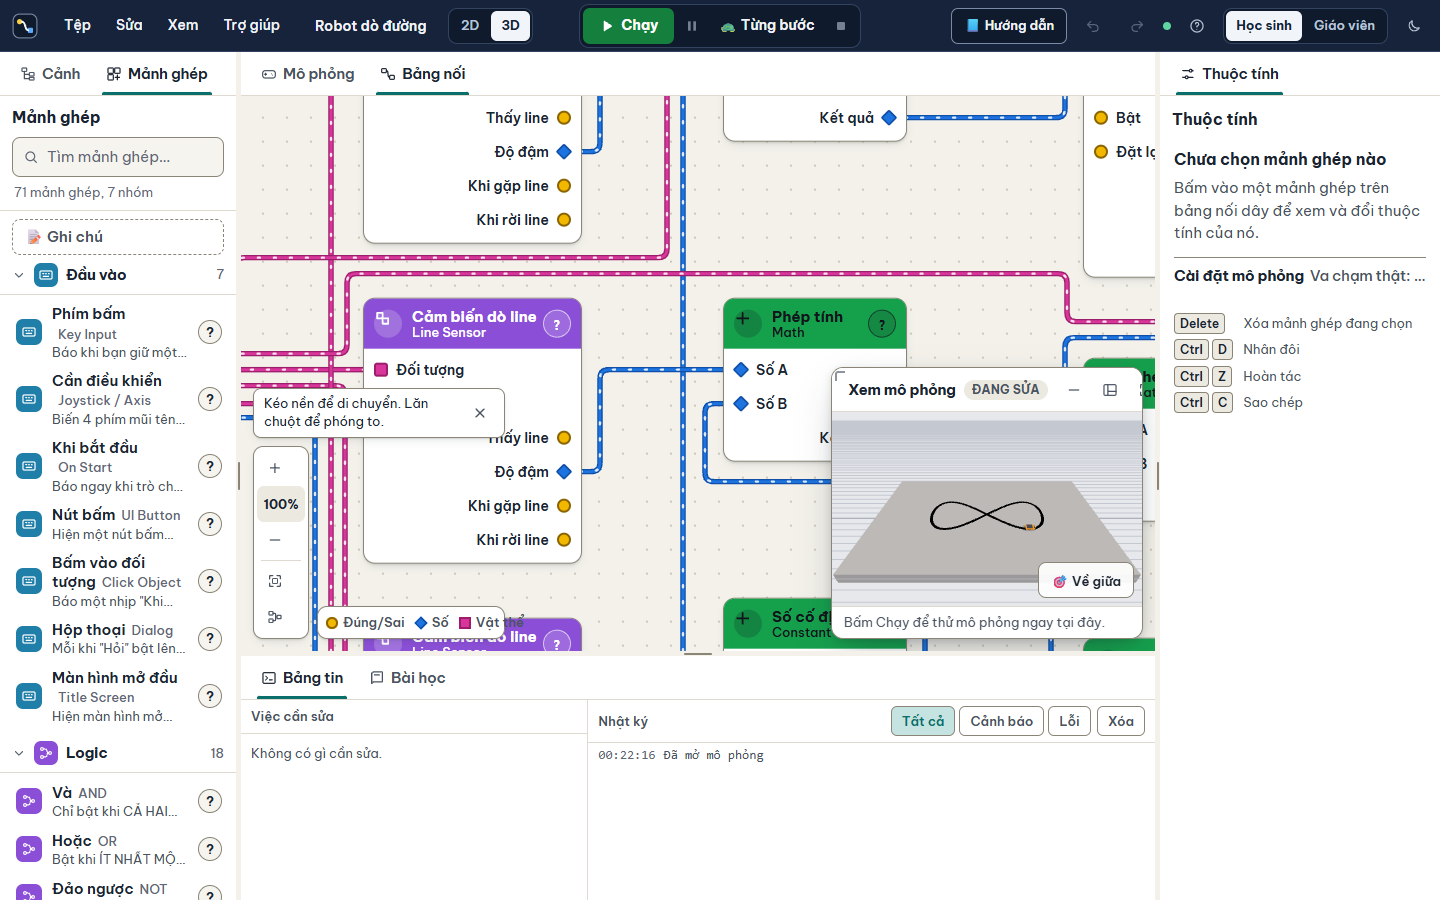 Tệp Sửa Xem Trợ giúp Robot dò đường 2D 3D Chạy Từng bước Hướng dẫn Học sinh Giáo viên
Cảnh Mảnh ghép
Mảnh ghép
Tìm mảnh ghép...
71 mảnh ghép, 7 nhóm
Ghi chú
Đầu vào 7
Phím bấm
Key Input
Báo khi bạn giữ một...
?
Cần điều khiển
Joystick / Axis
Biến 4 phím mũi tên...
?
Khi bắt đầu
On Start
Báo ngay khi trò ch...
?
Nút bấm UI Button
Hiện một nút bấm...
?
Bấm vào đối
tượng Click Object
Báo một nhịp "Khi...
?
Hộp thoại Dialog
Mỗi khi "Hỏi" bật lên...
?
Màn hình mở đầu
Title Screen
Hiện màn hình mở...
?
Logic 18
Và AND
Chỉ bật khi CẢ HAI...
?
Hoặc OR
Bật khi ÍT NHẤT MỘ...
?
Đảo ngược NOT
?
Mô phỏng Bảng nối
Thấy line
Độ đậm
Khi gặp line
Khi rời line
Kết quả
Bật
Cảm biến dò line
Line Sensor
?
Đối tượng
Thấy line
Độ đậm
Khi gặp line
Khi rời line
Phép tính
Math
?
Số A
Số B
Kéo nền để di chuyển. Lăn
chuột để phóng to.
100%
Đúng/Sai Số Vật thể
Cảm biến dò line
Line Sensor
Xem mô phỏng ĐANG SỬA
Về giữa
Bấm Chạy để thử mô phỏng ngay tại đây.
Constant
Bảng tin Bài học
Việc cần sửa
Không có gì cần sửa.
Nhật ký Tất cả Cảnh báo Lỗi Xóa
00:22:16 Đã mở mô phỏng
Thuộc tính
Thuộc tính
Chưa chọn mảnh ghép nào
Bấm vào một mảnh ghép trên
bảng nối dây để xem và đổi thuộc
tính của nó.
Cài đặt mô phỏng Va chạm thật: ...
Delete Xóa mảnh ghép đang chọn
Ctrl D Nhân đôi
Ctrl Z Hoàn tác
Ctrl C Sao chép